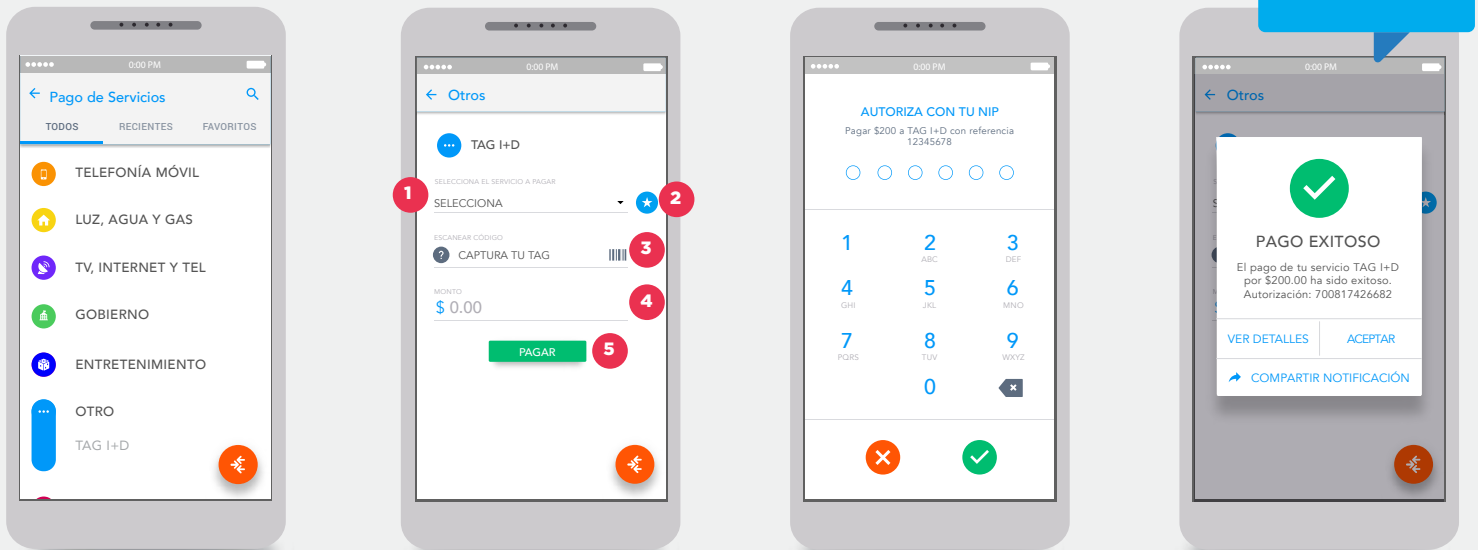 0:00 PM
Pago de Servicios
TODOS RECIENTES FAVORITOS
TELEFONÍA MÓVIL
LUZ, AGUA Y GAS
TV, INTERNET Y TEL
GOBIERNO
ENTRETENIMIENTO
OTRO
TAG I+D
0:00 PM
Otros
TAG I+D
1
SELECCIONA EL SERVICIO A PAGAR
SELECCIONA
2
ESCANEAR CÓDIGO
? CAPTURA TU TAG
3
MONTO
$ 0.00
4
PAGAR
5
0:00 PM
AUTORIZA CON TU NIP
Pagar $200 a TAG I+D con referencia
12345678
1 2 3
ABC DEF
4 5 6
GHI JKL MNO
7 8 9
PQRS TUV WXYZ
0
0:00 PM
Otros
PAGO EXITOSO
El pago de tu servicio TAG I+D
por $200.00 ha sido exitoso.
Autorización: 700817426682
VER DETALLES ACEPTAR
COMPARTIR NOTIFICACIÓN